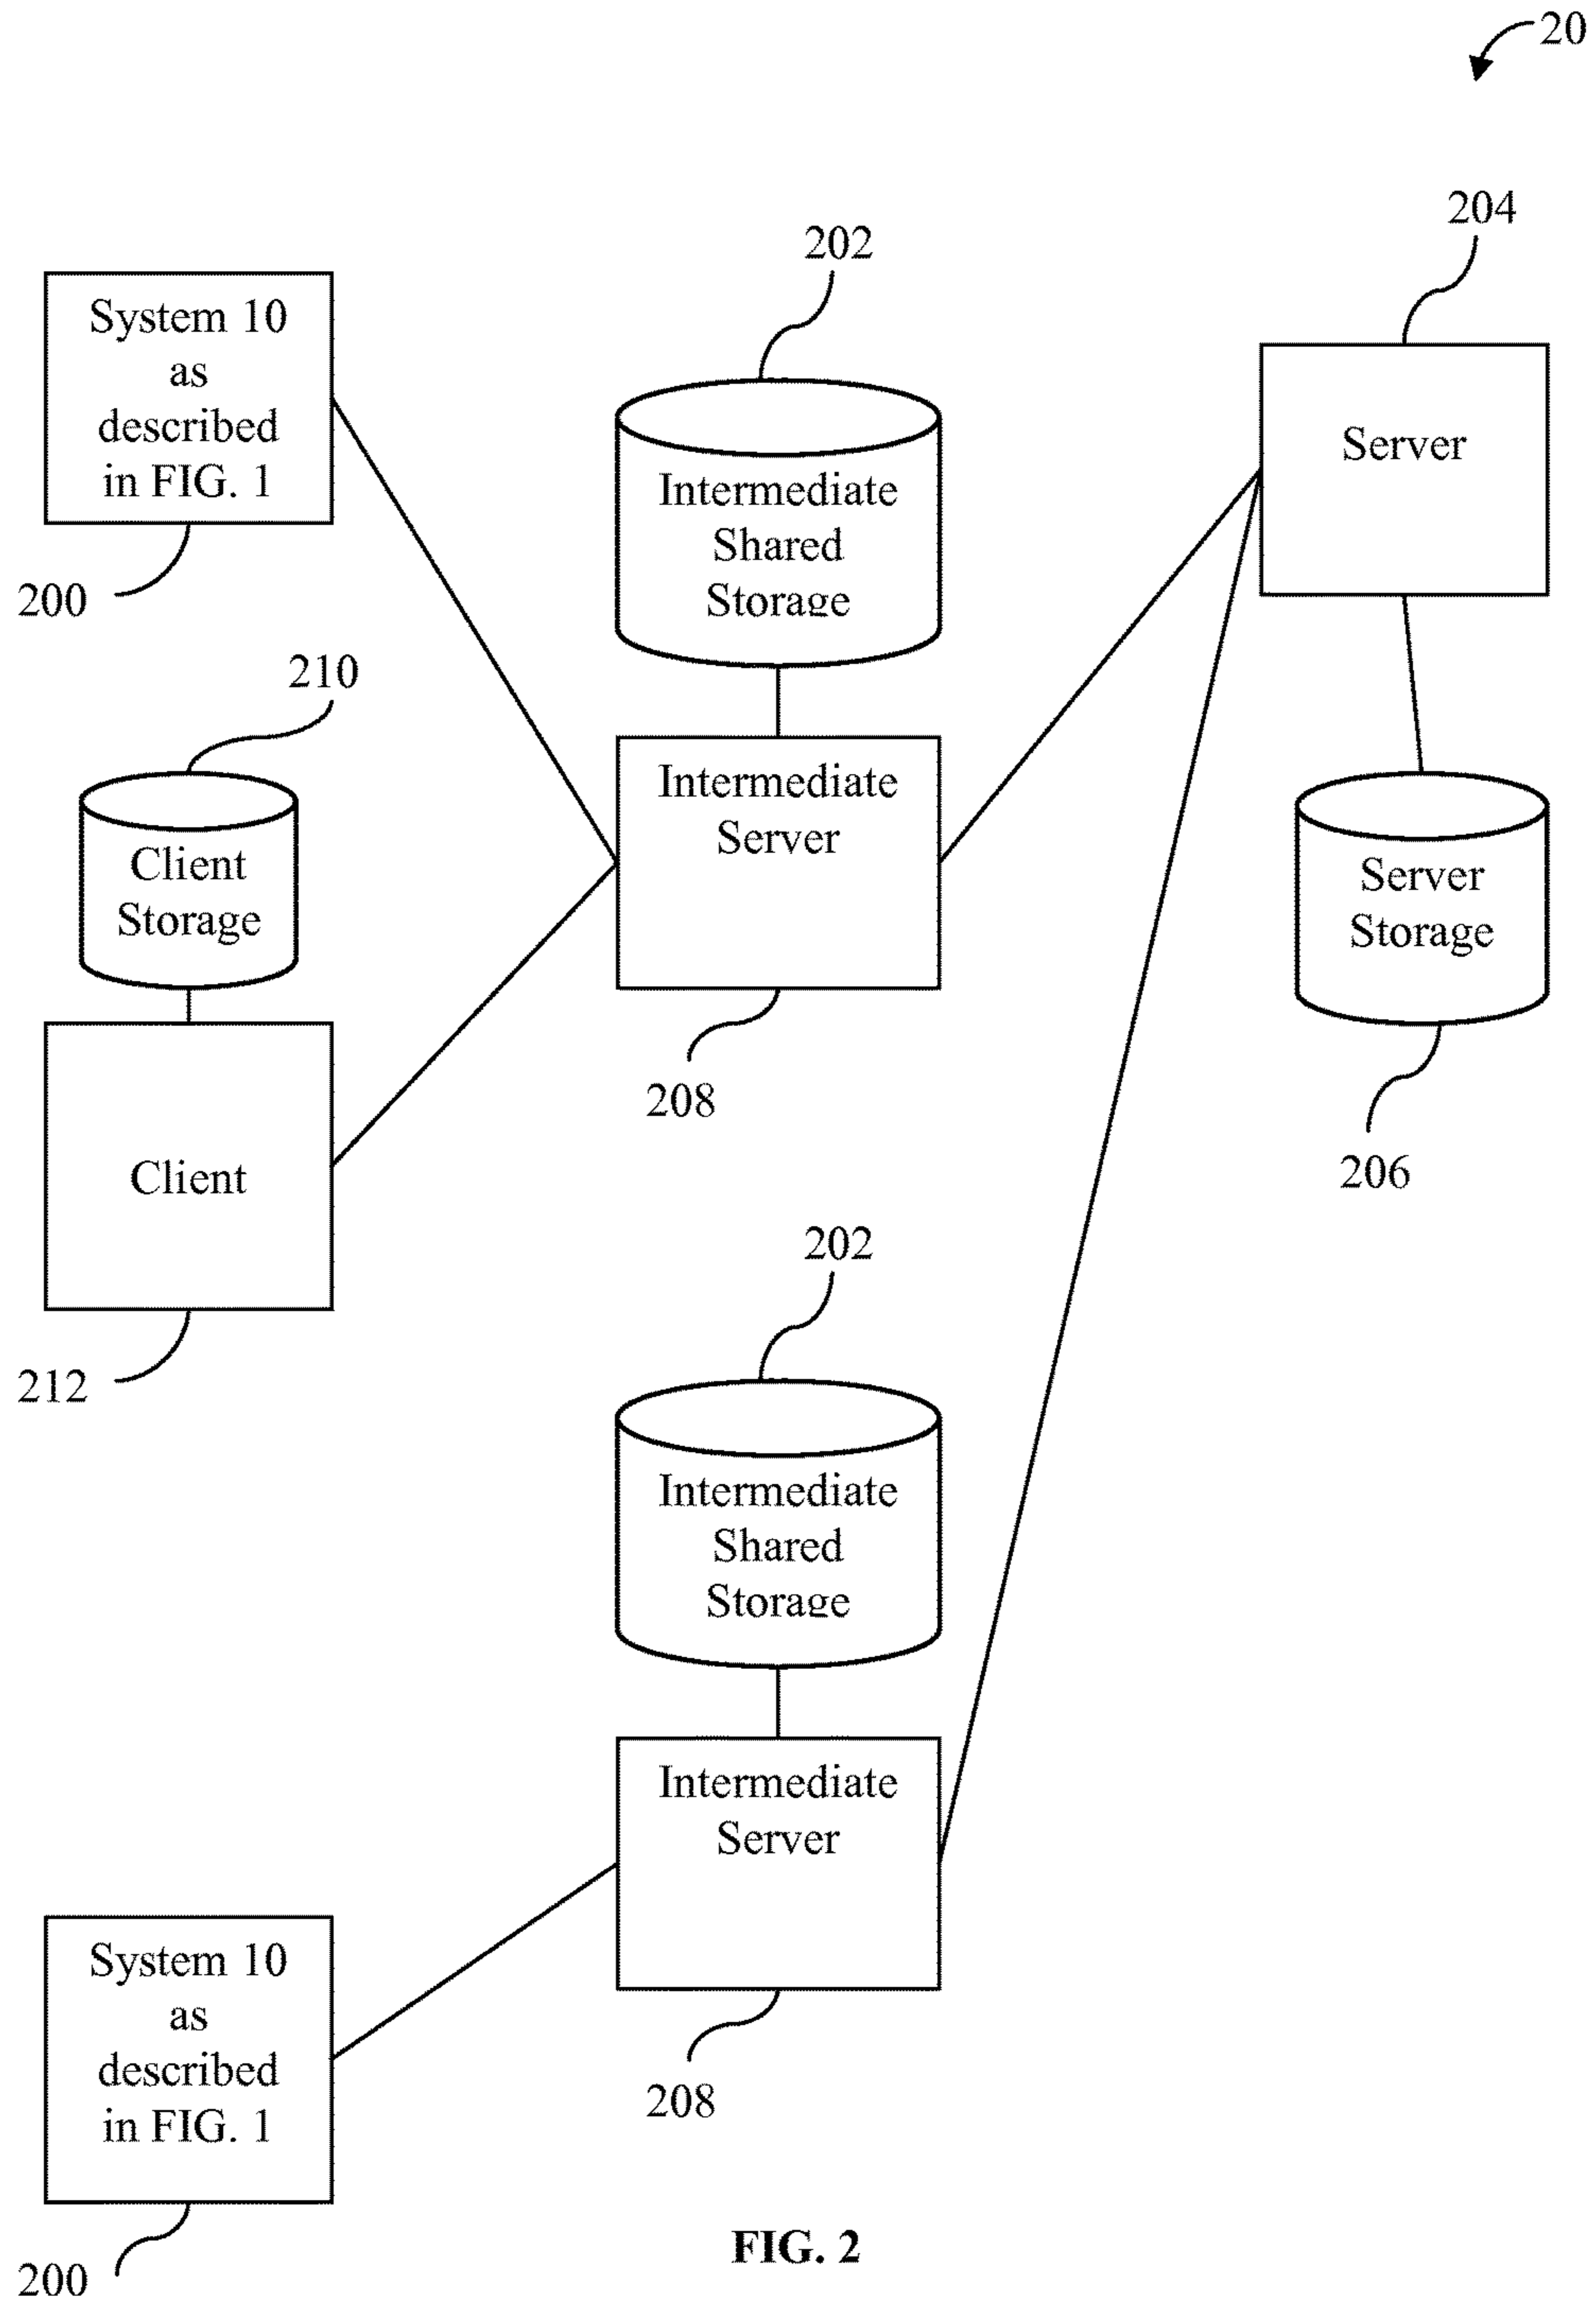 20
204
202
System 10
as
described
in FIG. 1
200
Intermediate
Shared
Storage
Server
210
Client
Storage
Intermediate
Server
Server
Storage
208
206
Client
212
202
Intermediate
Shared
Storage
Intermediate
Server
208
System 10
as
described
in FIG. 1
200
FIG. 2